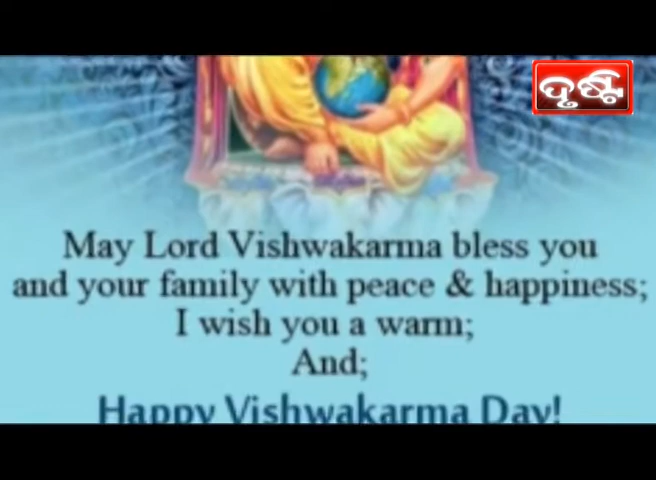 ଦୃଷ୍ଟି
May Lord Vishwakarma bless you
and your family with peace & happiness;
I wish you a warm;
And;
Happy Vishwakarma Day!